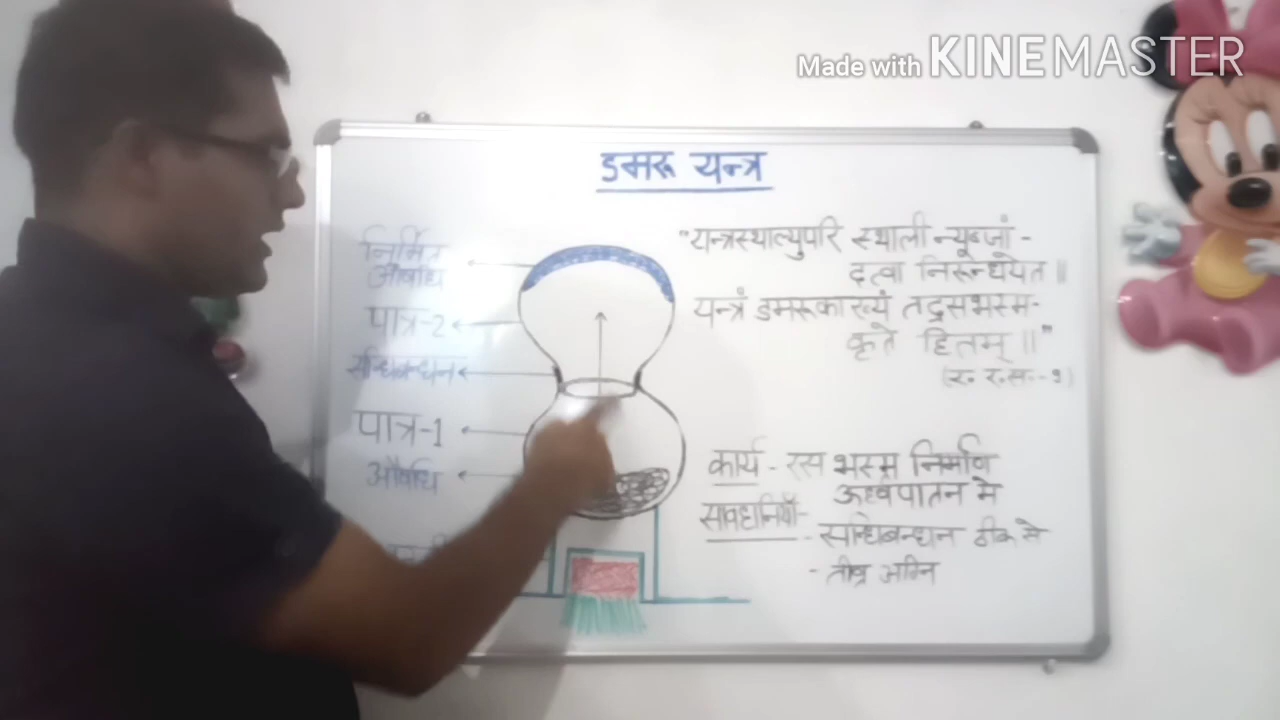 Made with KINEMASTER
डमरू यन्त्र
निर्मित
औषधि
पात्र-2
सन्धिबन्धन
पात्र-1
औषधि
"यन्त्रस्थाल्युपरि स्थाली न्यूब्जां -
दत्वा निरून्धयेत ॥
यन्त्रं डमरूकाख्यं तद्रसभस्म-
कृते हितम् ॥"
(र. र.स.-9)
कार्य - रस भस्म निर्माण
ऊर्ध्वपातन मे
सावधानियाँ-
- सन्धिबन्धन ठीक से
- तीव्र अग्नि